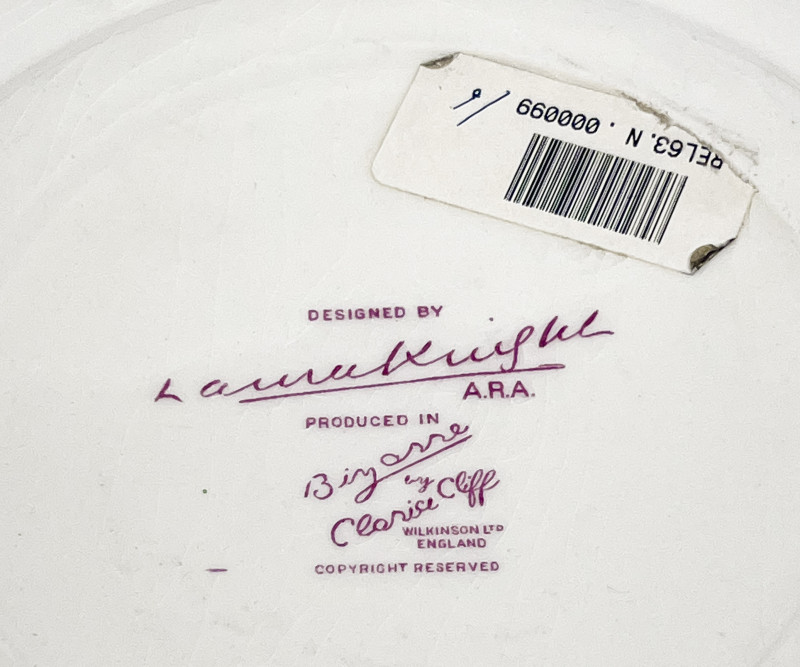 REL63.N.000099
DESIGNED BY
Laura Knight
A.R.A.
PRODUCED IN
Bizarre
by
Clarice Cliff
WILKINSON LTD
ENGLAND
COPYRIGHT RESERVED